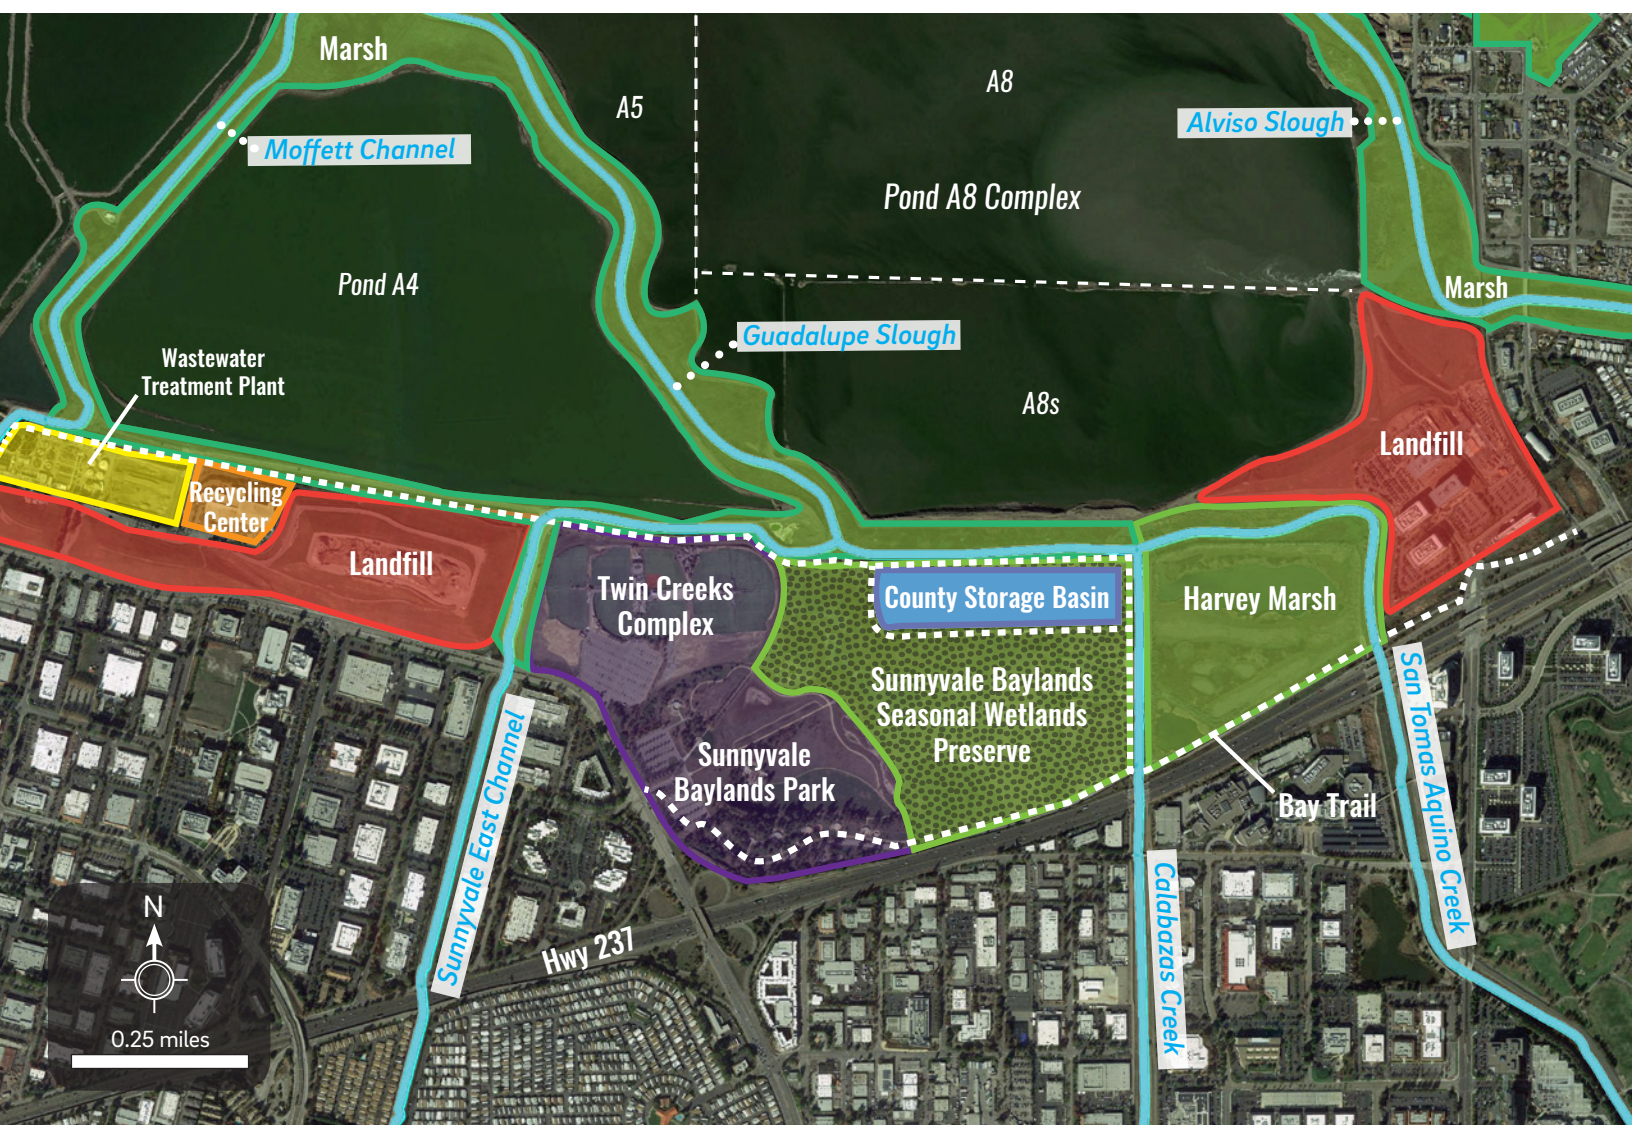 Marsh
A5
A8
Alviso Slough
Moffett Channel
Pond A8 Complex
Pond A4
Marsh
Guadalupe Slough
Wastewater
Treatment Plant
A8s
Landfill
Recycling
Center
Landfill
Twin Creeks
Complex
County Storage Basin
Harvey Marsh
Sunnyvale Baylands
Seasonal Wetlands
Preserve
Sunnyvale
Baylands Park
Bay Trail
San Tomas Aquino Creek
Sunnyvale East Channel
Calabazas Creek
Hwy 237
N
0.25 miles